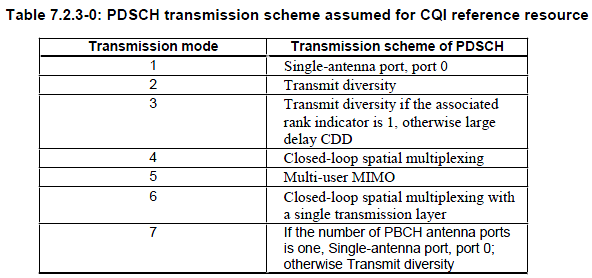 Table 7.2.3-0: PDSCH transmission scheme assumed for CQI reference resource
Transmission mode Transmission scheme of PDSCH
1 Single-antenna port, port 0
2 Transmit diversity
3 Transmit diversity if the associated
rank indicator is 1, otherwise large
delay CDD
4 Closed-loop spatial multiplexing
5 Multi-user MIMO
6 Closed-loop spatial multiplexing with
a single transmission layer
7 If the number of PBCH antenna ports
is one, Single-antenna port, port 0;
otherwise Transmit diversity